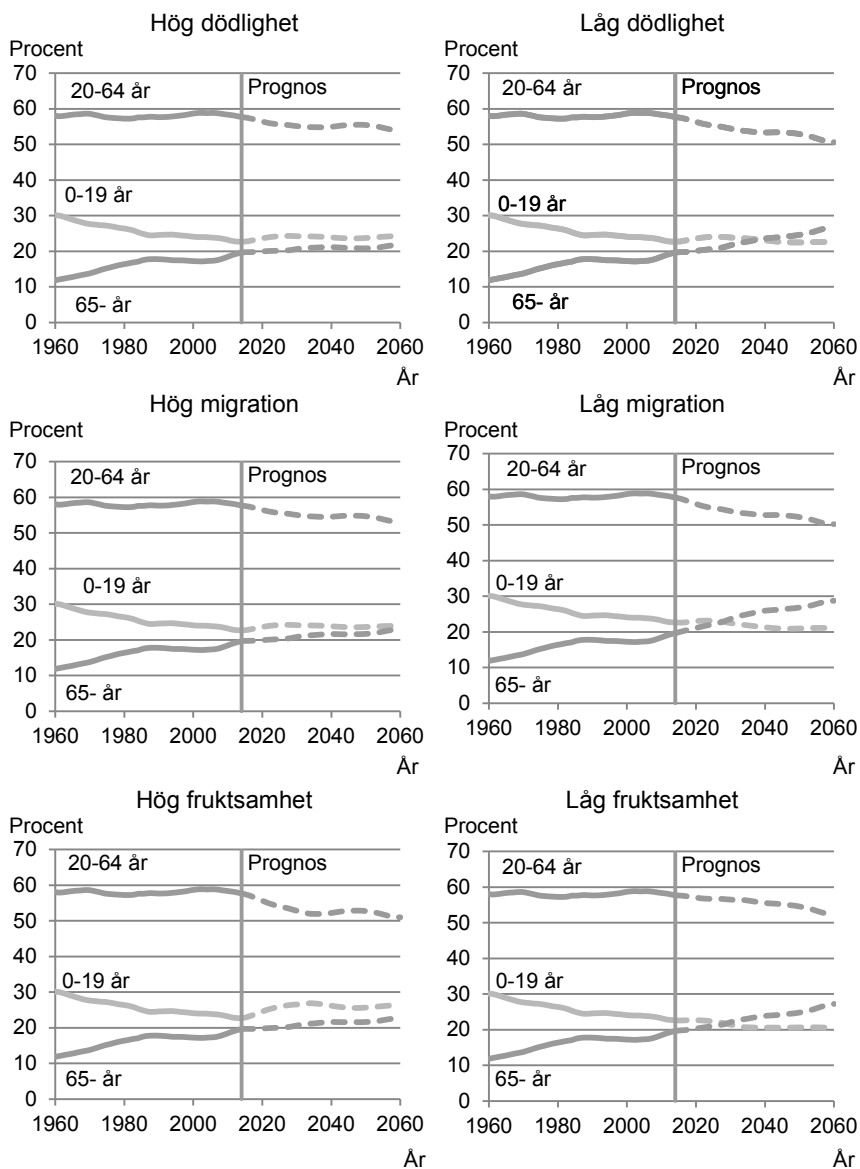 Hög dödlighet
Procent
70
60
50
40
30
20
10
0
20-64 år
Prognos
0-19 år
65- år
1960 1980 2000 2020 2040 2060
År
Låg dödlighet
70
60
50
40
30
20
10
0
20-64 år
Prognos
0-19 år
65- år
1960 1980 2000 2020 2040 2060
År
Hög migration
Procent
70
60
50
40
30
20
10
0
20-64 år
Prognos
0-19 år
65- år
1960 1980 2000 2020 2040 2060
År
Låg migration
70
60
50
40
30
20
10
0
20-64 år
Prognos
0-19 år
65- år
1960 1980 2000 2020 2040 2060
År
Hög fruktsamhet
Procent
70
60
50
40
30
20
10
0
20-64 år
Prognos
0-19 år
65- år
1960 1980 2000 2020 2040 2060
År
Låg fruktsamhet
Procent
70
60
50
40
30
20
10
0
20-64 år
Prognos
0-19 år
65- år
1960 1980 2000 2020 2040 2060
År